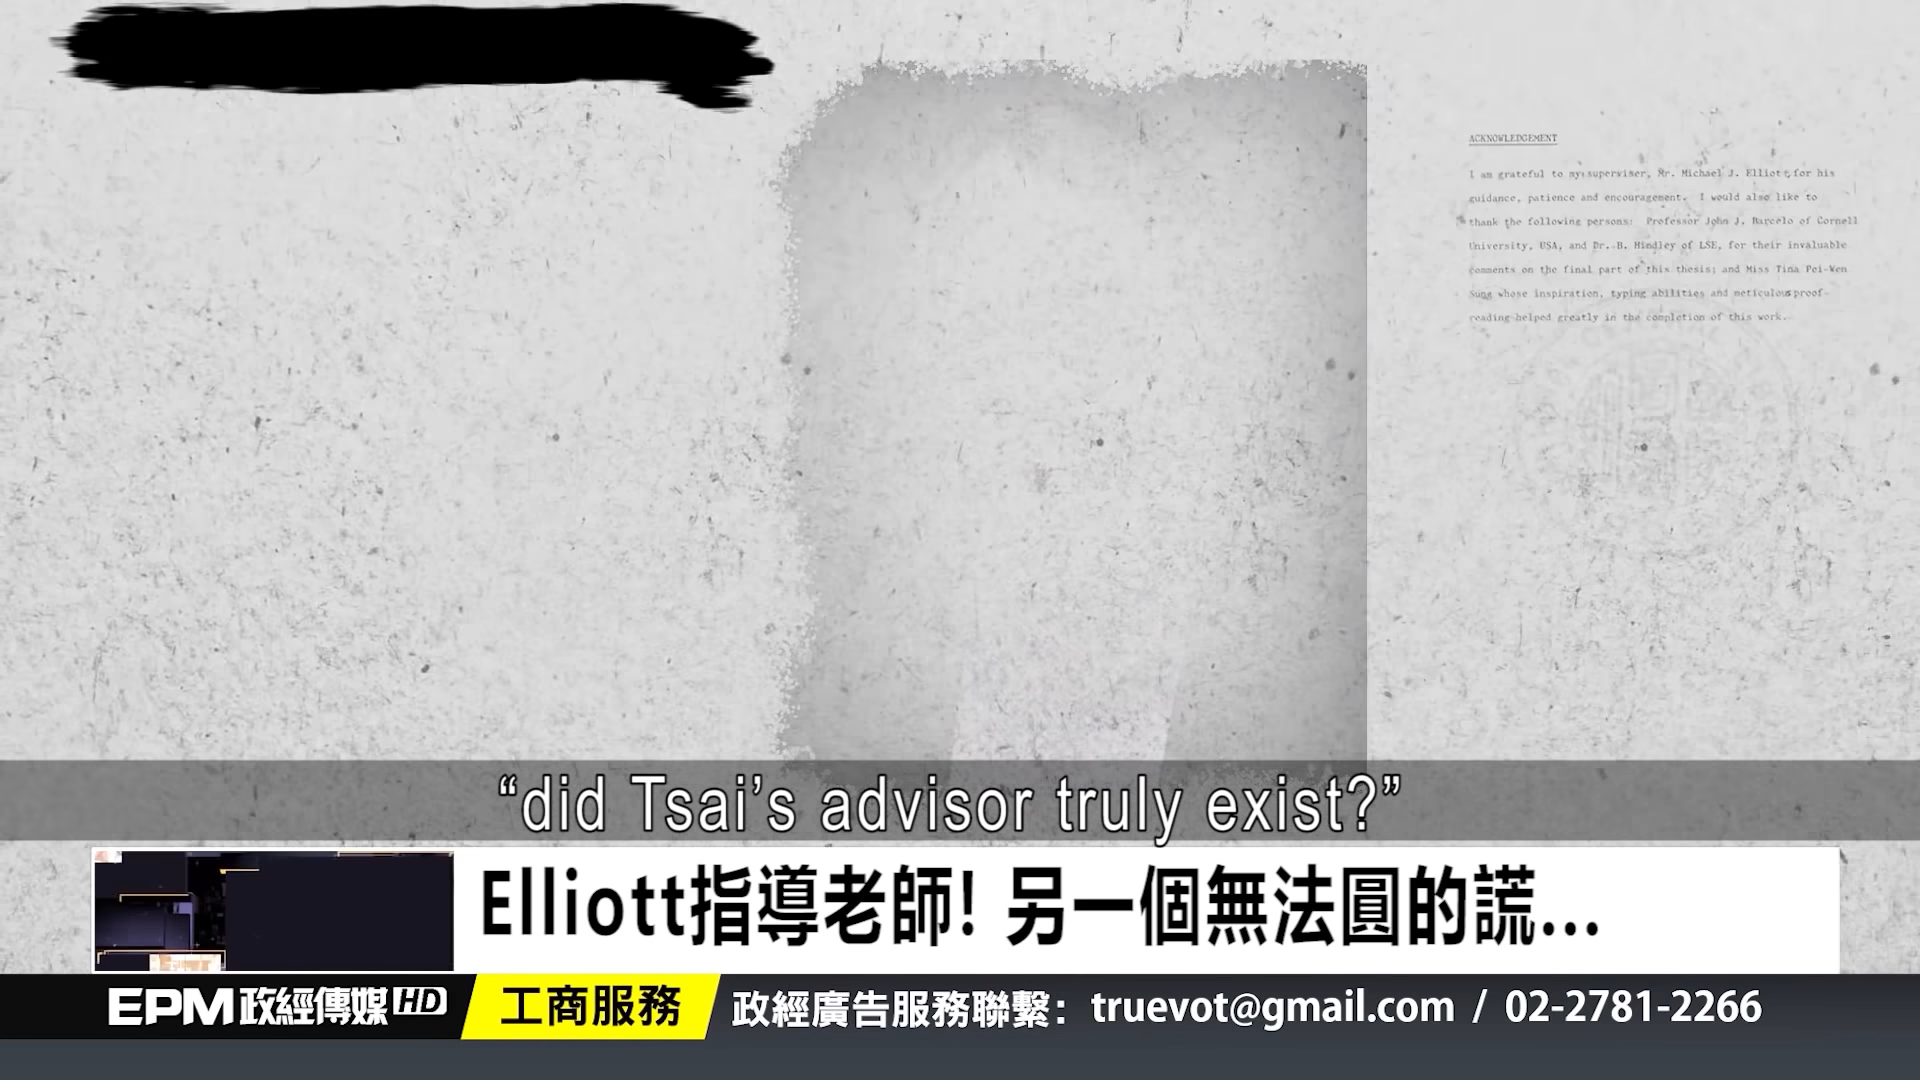 ACKNOWLEDGEMENT
I am grateful to my superviser, Mr. Michael J. Elliott, for his
guidance, patience and encouragement. I would also like to
thank the following persons: Professor John J. Barcelo of Cornell
University, USA, and Dr. B. Hindley of LSE, for their invaluable
comments on the final part of this thesis; and Miss Tina Pei-Wen
Sung whose inspiration, typing abilities and meticulous proof-
reading helped greatly in the completion of this work.
“did Tsai’s advisor truly exist?”
Elliott指導老師! 另一個無法圓的謊...
EPM政經傳媒HD 工商服務 政經廣告服務聯繫: truevot@gmail.com / 02-2781-2266